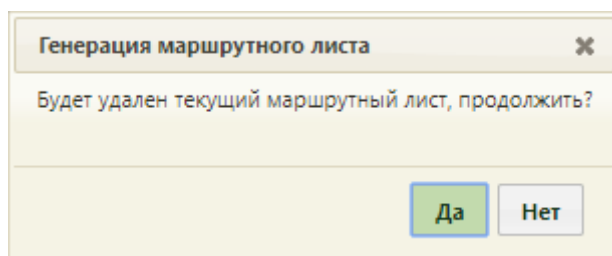 Генерация маршрутного листа
Будет удален текущий маршрутный лист, продолжить?
Да Нет